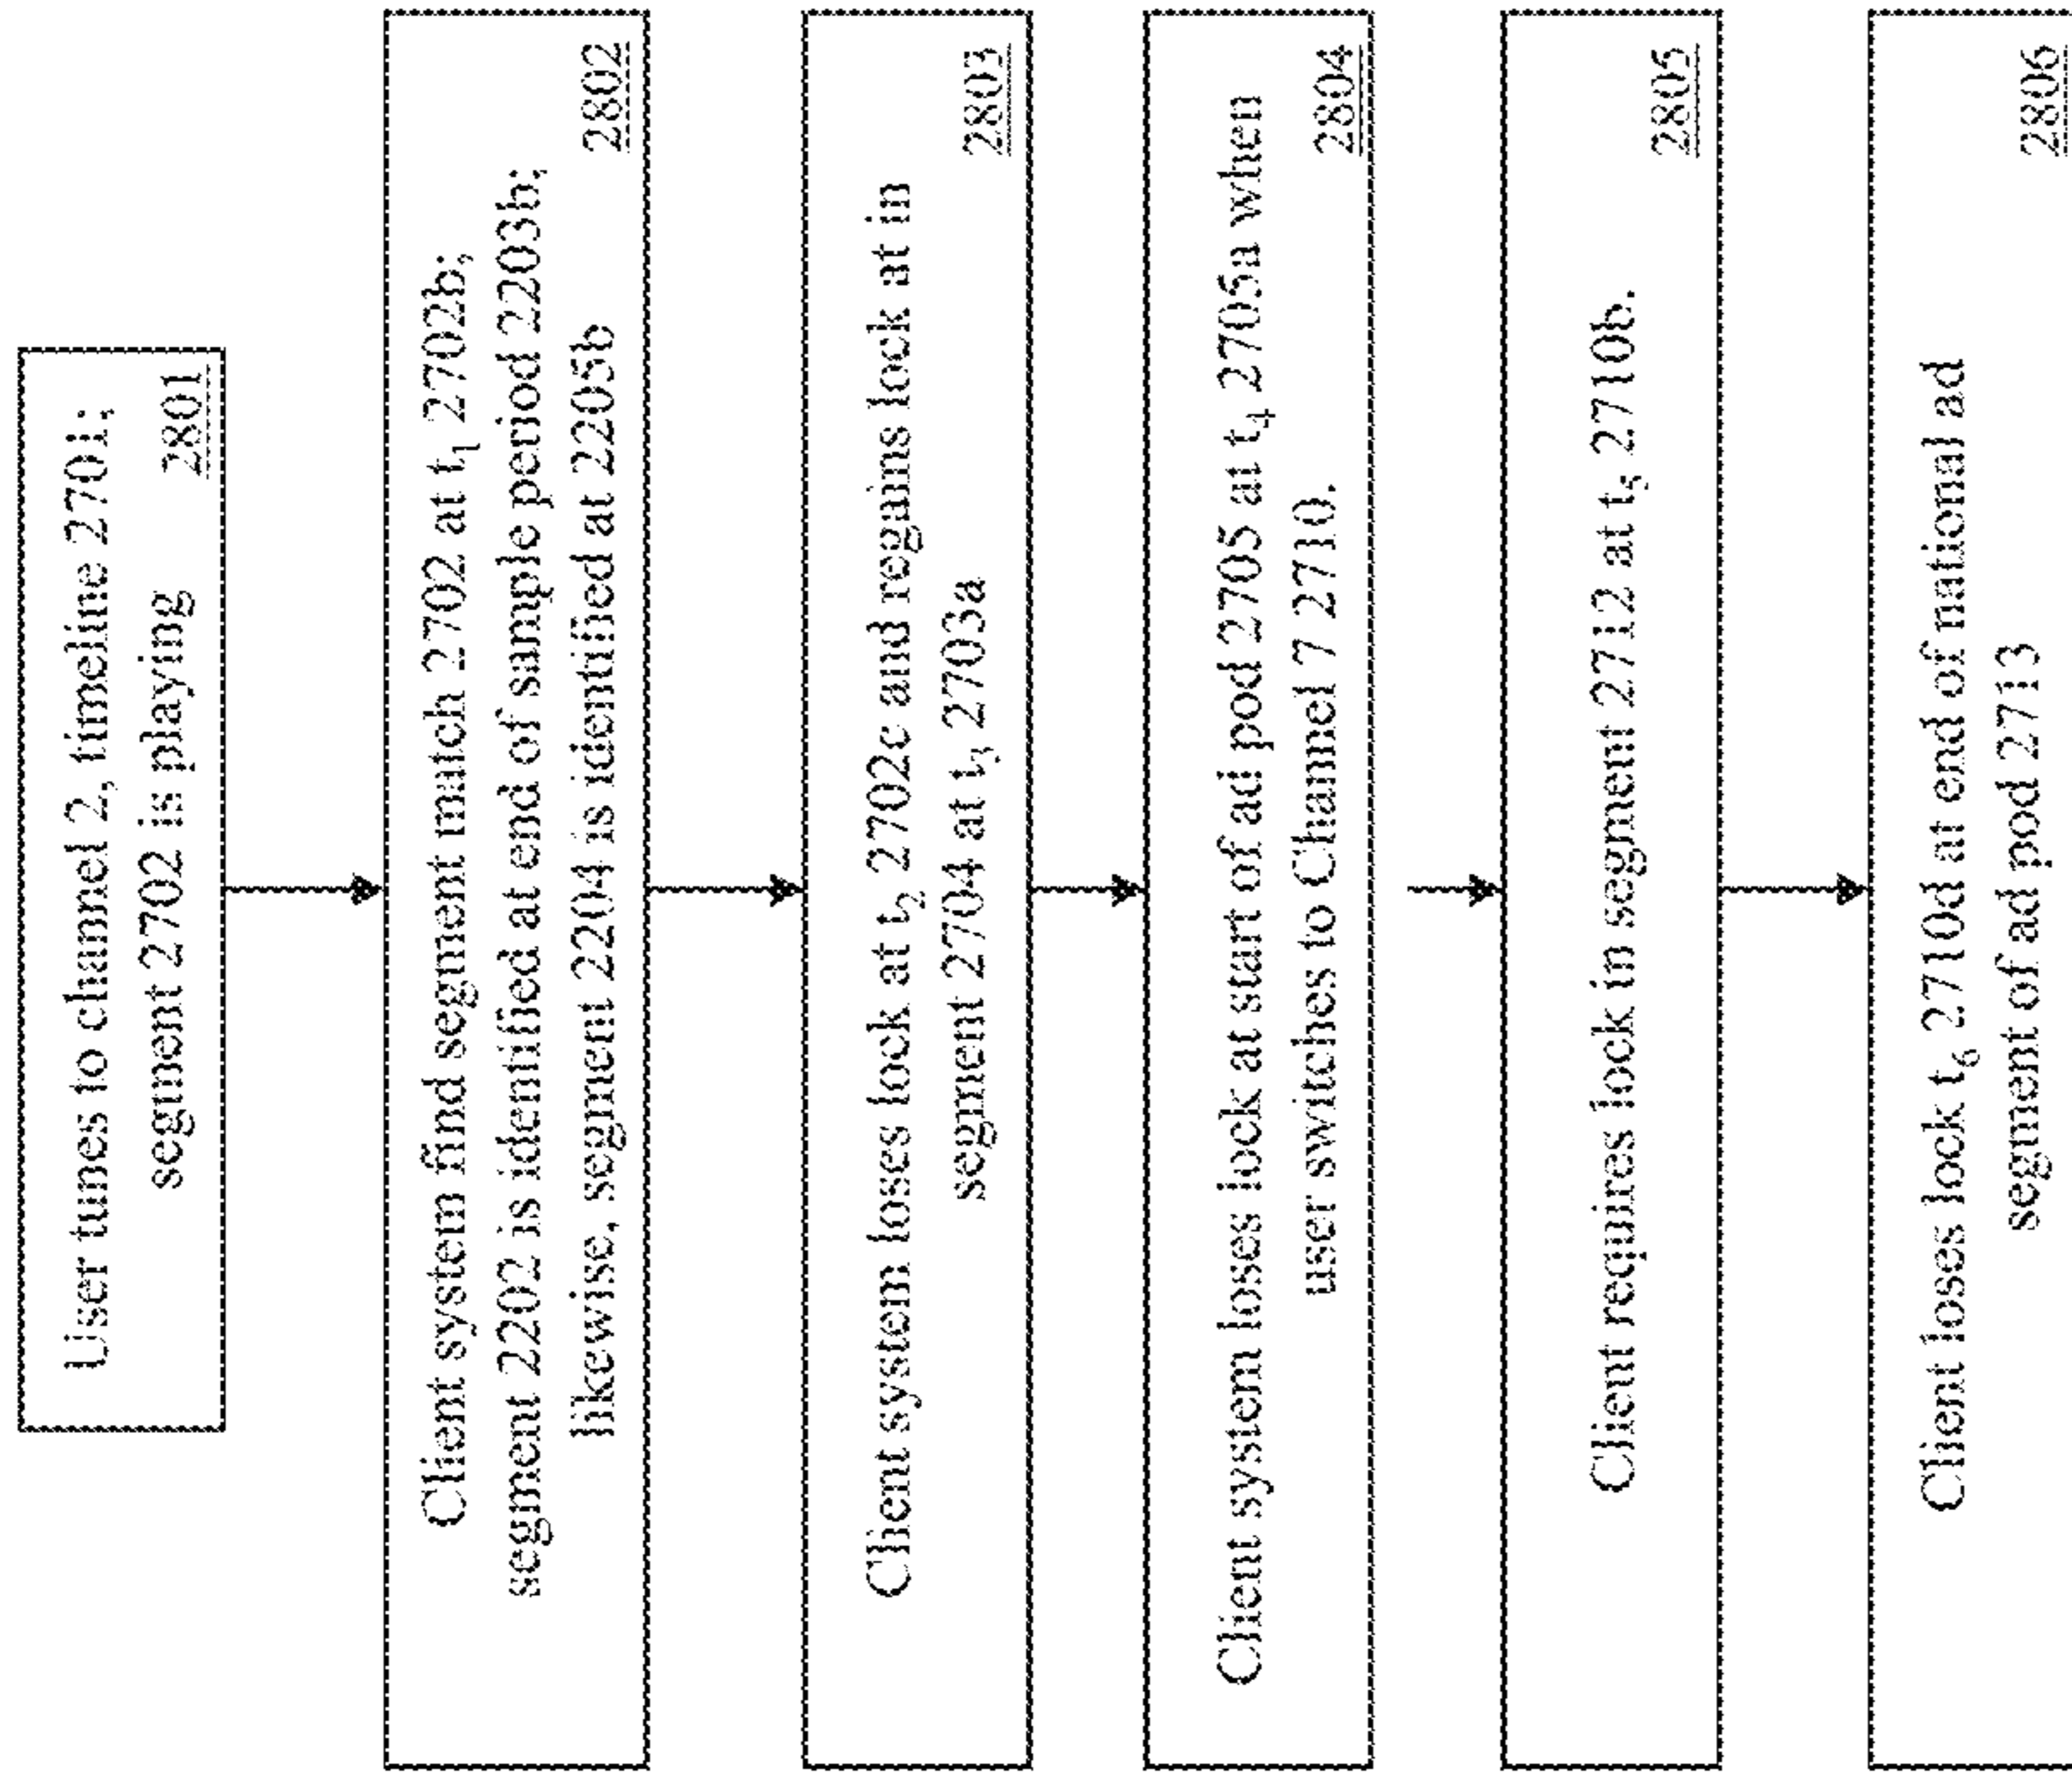 User tunes to channel 2, timeline 2701;
segment 2702 is playing 2801
Client system find segment match 2702 at t₁ 2702b;
segment 2202 is identified at end of sample period 2203b;
likewise, segment 2204 is identified at 2205b
2802
Client system loses lock at t₂ 2702c and regains lock at in
segment 2704 at t₃ 2703a
2803
Client system loses lock at start of ad pod 2705 at t₄ 2705a when
user switches to Channel 7 2710.
2804
Client requires lock in segment 2712 at t₅ 2710b.
2805
Client loses lock t₆ 2710d at end of national ad
segment of ad pod 2713
2806